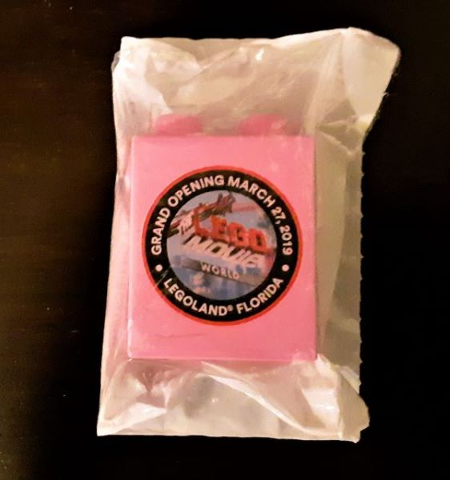 GRAND OPENING MARCH 27, 2019
THE
LEGO
MOVIE
WORLD
• LEGOLAND® FLORIDA •